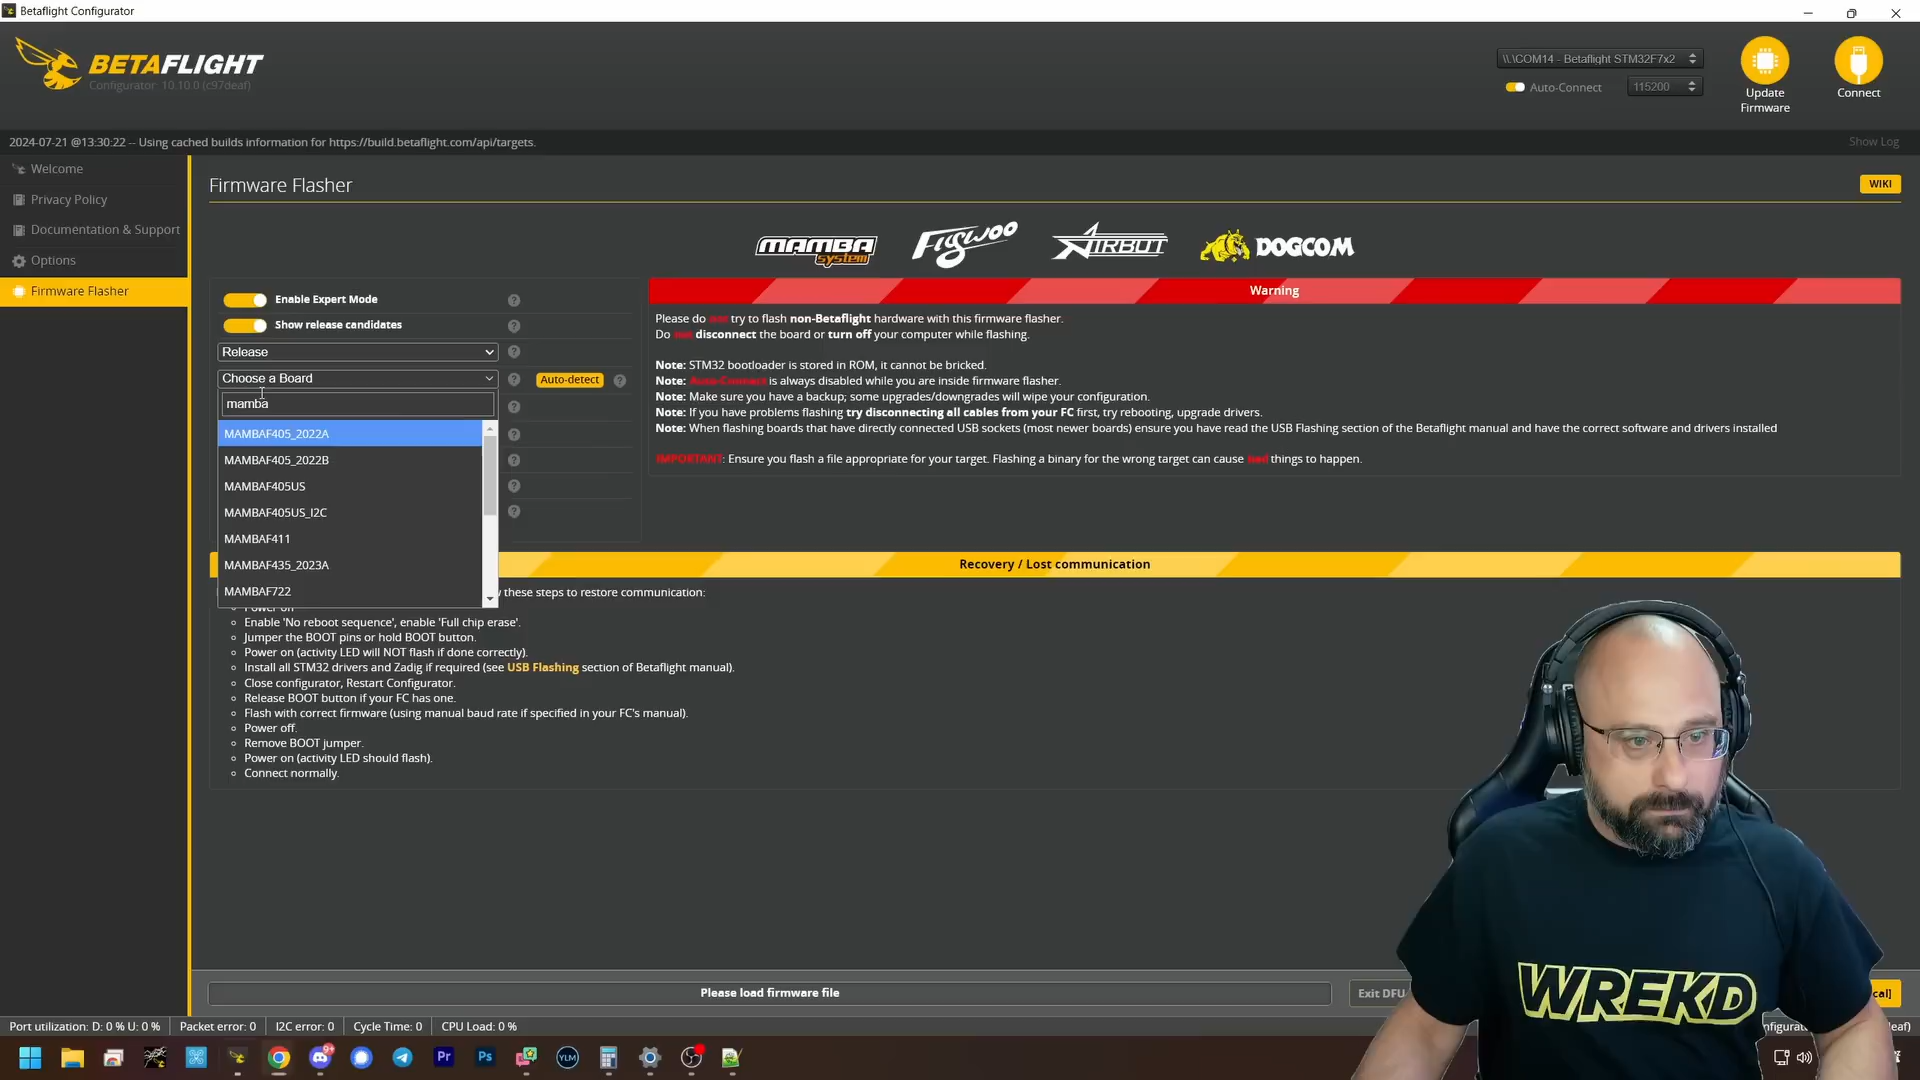 Betaflight Configurator
BETAFLIGHT
Configurator: 10.10.0 (c97deaf)
\\.\COM14 - Betaflight STM32F7x2
Auto-Connect
115200
Update
Firmware
Connect
2024-07-21 @13:30:22 -- Using cached builds information for https://build.betaflight.com/api/targets.
Show Log
Welcome
Privacy Policy
Documentation & Support
Options
Firmware Flasher
Firmware Flasher
WIKI
MAMBA
system
AIRBOT
DOGCOM
Enable Expert Mode
Show release candidates
Release
Choose a Board
Auto-detect
mamba
MAMBAF405_2022A
MAMBAF405_2022B
MAMBAF405US
MAMBAF405US_I2C
MAMBAF411
MAMBAF435_2023A
MAMBAF722
Warning
Please do not try to flash non-Betaflight hardware with this firmware flasher.
Do not disconnect the board or turn off your computer while flashing.
Note: STM32 bootloader is stored in ROM, it cannot be bricked.
Note: Auto-Connect is always disabled while you are inside firmware flasher.
Note: Make sure you have a backup; some upgrades/downgrades will wipe your configuration.
Note: If you have problems flashing try disconnecting all cables from your FC first, try rebooting, upgrade drivers.
Note: When flashing boards that have directly connected USB sockets (most newer boards) ensure you have read the USB Flashing section of the Betaflight manual and have the correct software and drivers installed
IMPORTANT: Ensure you flash a file appropriate for your target. Flashing a binary for the wrong target can cause bad things to happen.
Recovery / Lost communication
these steps to restore communication:
Power off
Enable 'No reboot sequence', enable 'Full chip erase'.
Jumper the BOOT pins or hold BOOT button.
Power on (activity LED will NOT flash if done correctly).
Install all STM32 drivers and Zadig if required (see USB Flashing section of Betaflight manual).
Close configurator, Restart Configurator.
Release BOOT button if your FC has one.
Flash with correct firmware (using manual baud rate if specified in your FC's manual).
Power off.
Remove BOOT jumper.
Power on (activity LED should flash).
Connect normally.
Please load firmware file
Exit DFU
cal]
Port utilization: D: 0 % U: 0 %
Packet error: 0
I2C error: 0
Cycle Time: 0
CPU Load: 0 %
nfigurat
eaf)
WREKD
Pr
Ps
YLM